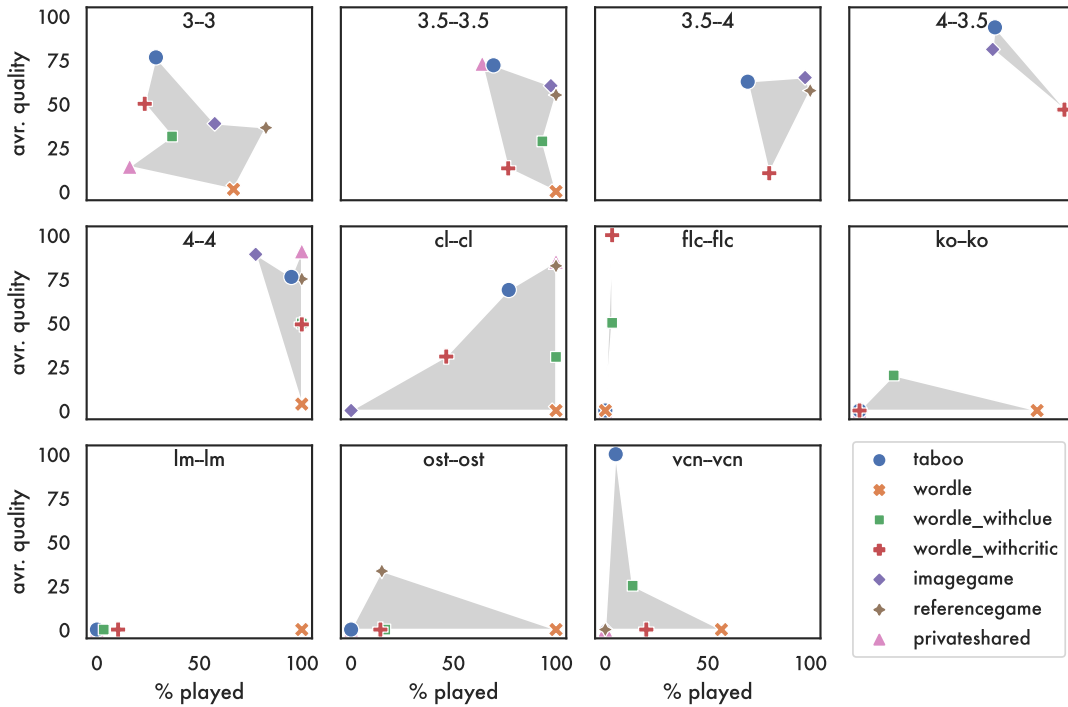 3–3
3.5–3.5
3.5–4
4–3.5
100
75
50
25
0
avr. quality
4–4
cl–cl
flc–flc
ko–ko
100
75
50
25
0
avr. quality
lm–lm
ost–ost
vcn–vcn
100
75
50
25
0
avr. quality
0 100
% played
0 50 100
% played
0 50 100
% played
taboo
wordle
wordle_withclue
wordle_withcritic
imagegame
referencegame
privateshared